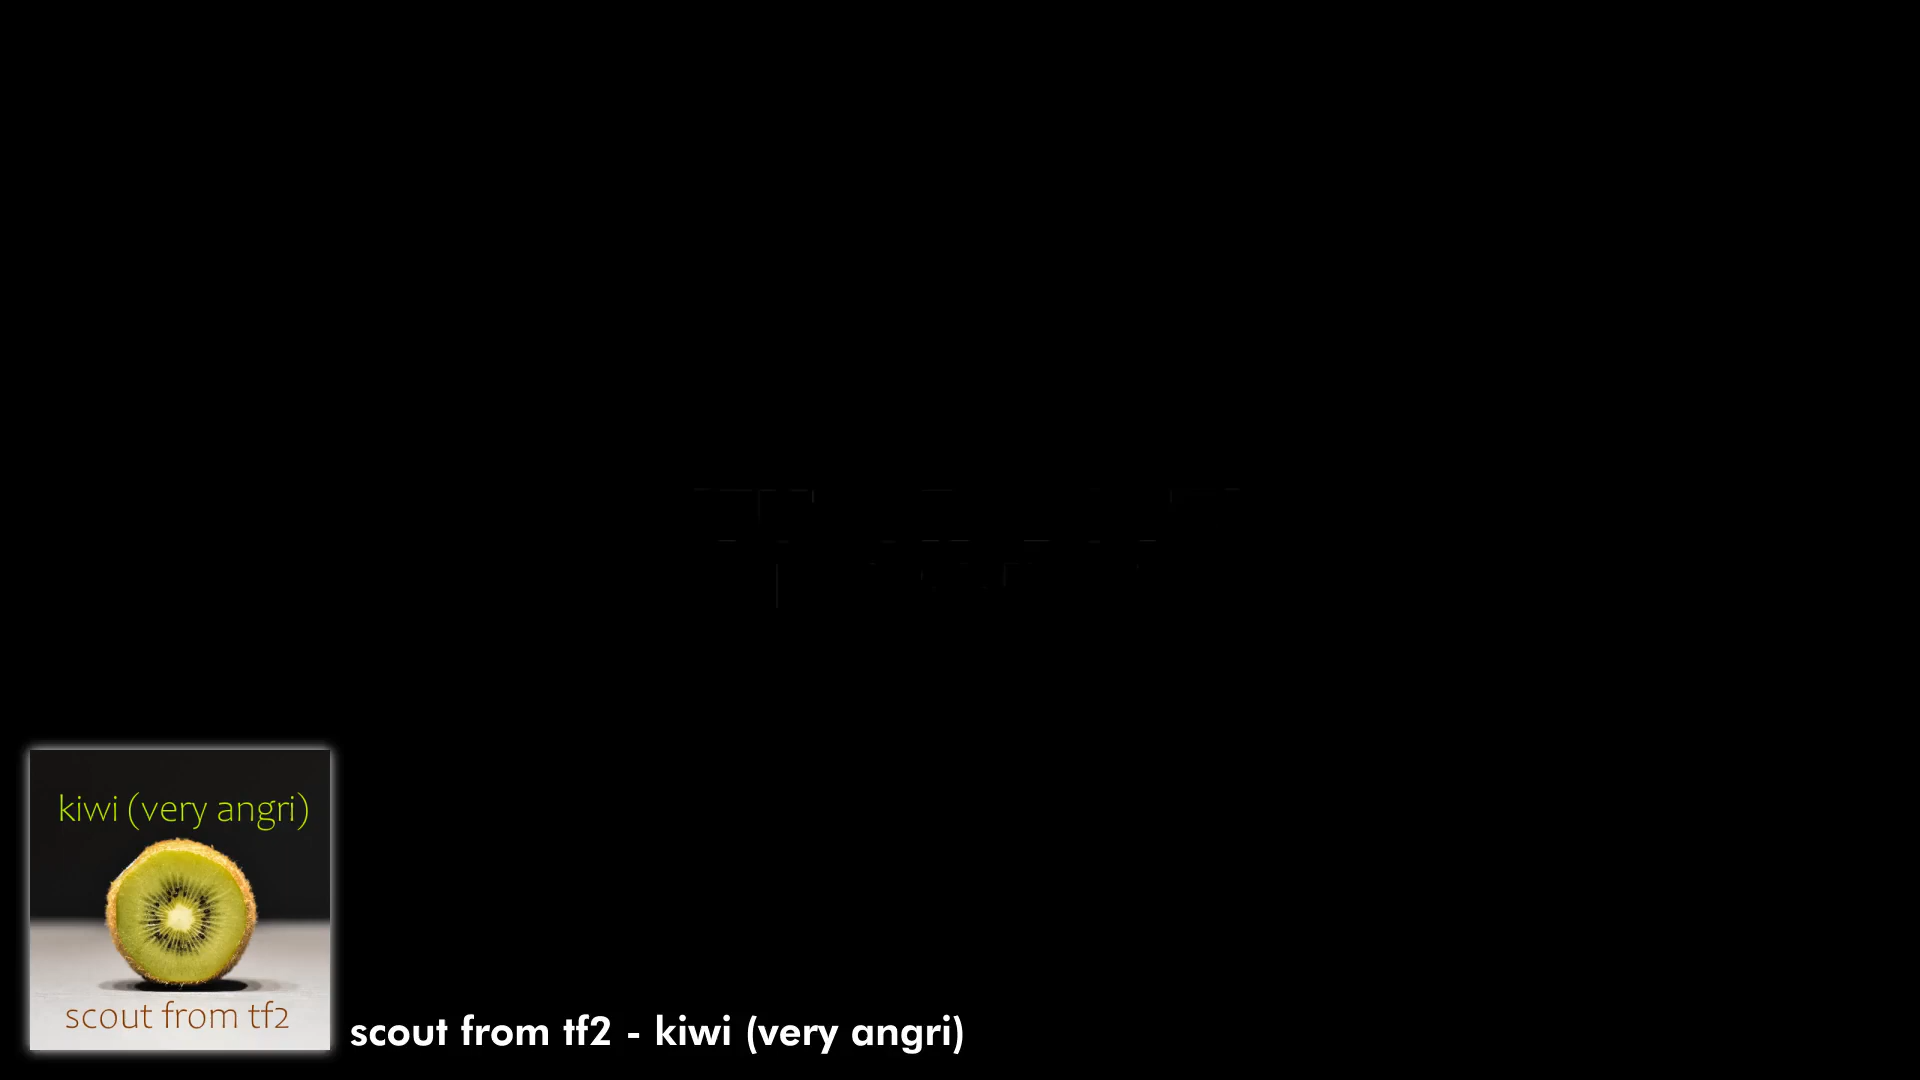 kiwi (very angri)
scout from tf2
scout from tf2 - kiwi (very angri)